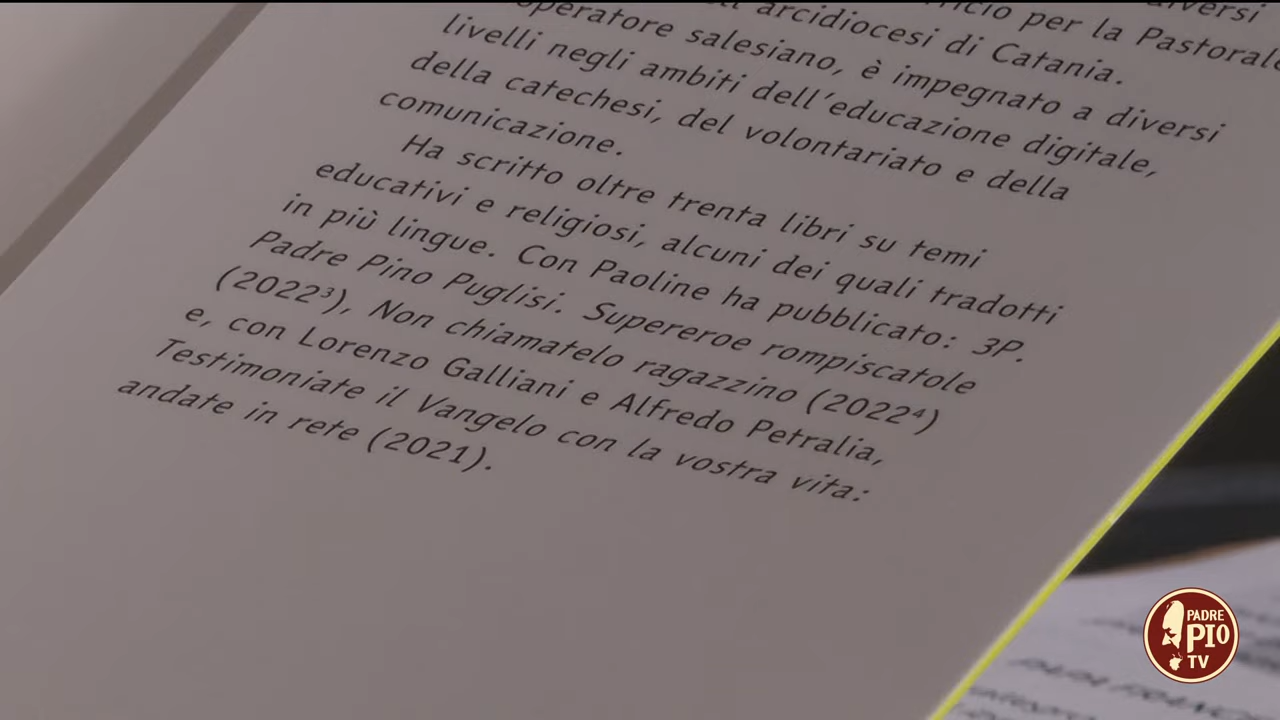 diversi
ficio per la Pastorale
arcidiocesi di Catania.
operatore salesiano, è impegnato a diversi
livelli negli ambiti dell'educazione digitale,
della catechesi, del volontariato e della
comunicazione.
Ha scritto oltre trenta libri su temi
educativi e religiosi, alcuni dei quali tradotti
in più lingue. Con Paoline ha pubblicato: 3P.
Padre Pino Puglisi. Supereroe rompiscatole
(2022³), Non chiamatelo ragazzino (2022⁴)
e, con Lorenzo Galliani e Alfredo Petralia,
Testimoniate il Vangelo con la vostra vita:
andate in rete (2021).
PADRE
PIO
TV